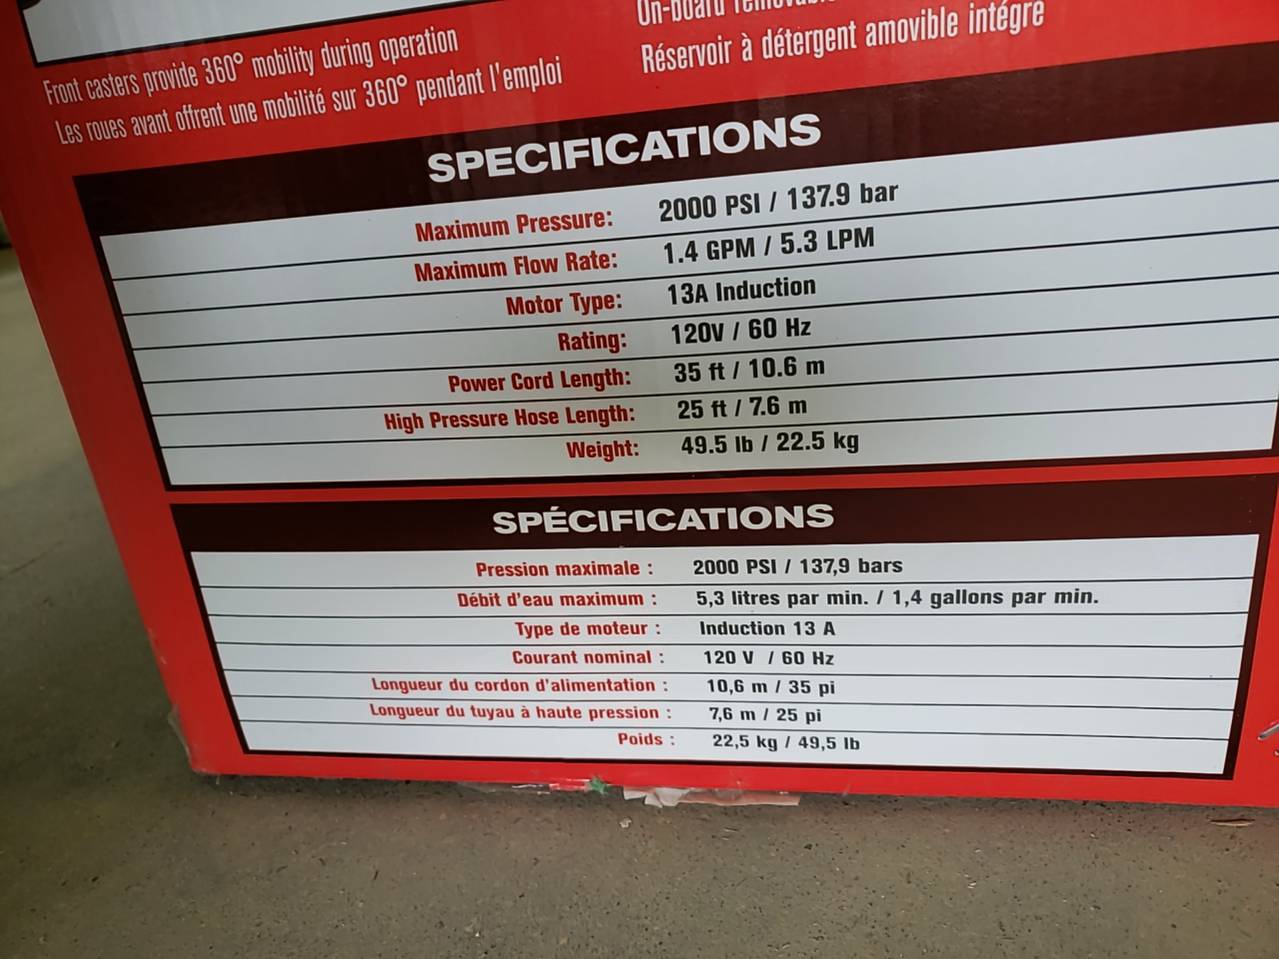 Front casters provide 360° mobility during operation
Les roues avant offrent une mobilité sur 360° pendant l'emploi
On-board
Réservoir à détergent amovible intégré
SPECIFICATIONS
Maximum Pressure: 2000 PSI / 137.9 bar
Maximum Flow Rate: 1.4 GPM / 5.3 LPM
Motor Type: 13A Induction
Rating: 120V / 60 Hz
Power Cord Length: 35 ft / 10.6 m
High Pressure Hose Length: 25 ft / 7.6 m
Weight: 49.5 lb / 22.5 kg
SPÉCIFICATIONS
Pression maximale : 2000 PSI / 137,9 bars
Débit d'eau maximum : 5,3 litres par min. / 1,4 gallons par min.
Type de moteur : Induction 13 A
Courant nominal : 120 V / 60 Hz
Longueur du cordon d'alimentation : 10,6 m / 35 pi
Longueur du tuyau à haute pression : 7,6 m / 25 pi
Poids : 22,5 kg / 49,5 lb